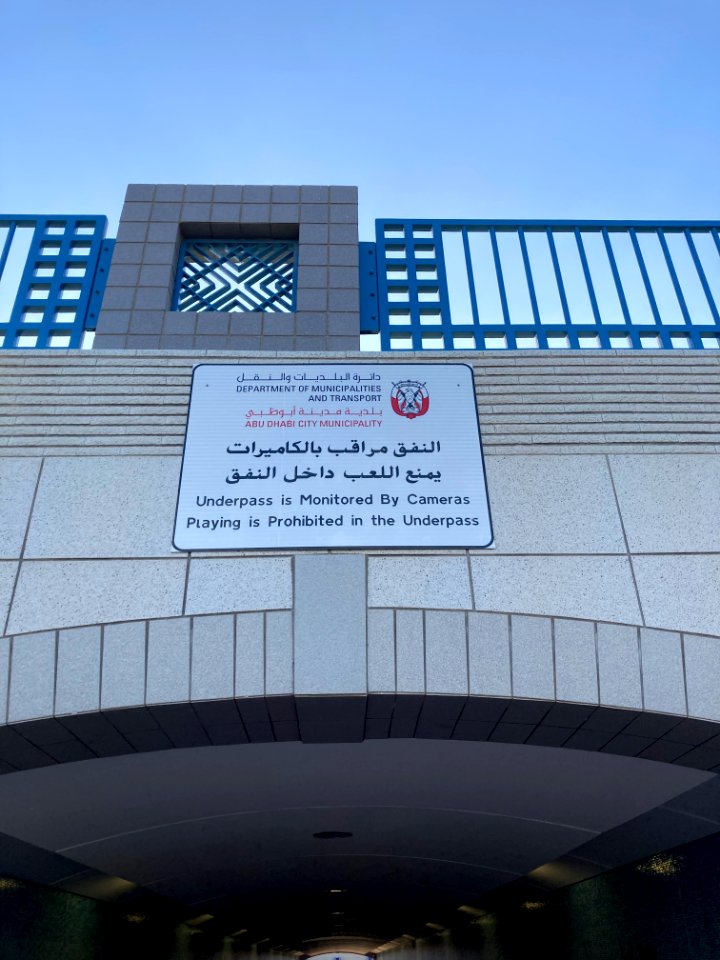 دائرة البلديات والنقل
DEPARTMENT OF MUNICIPALITIES
AND TRANSPORT
بلدية مدينة أبوظبي
ABU DHABI CITY MUNICIPALITY
النفق مراقب بالكاميرات
يمنع اللعب داخل النفق
Underpass is Monitored By Cameras
Playing is Prohibited in the Underpass